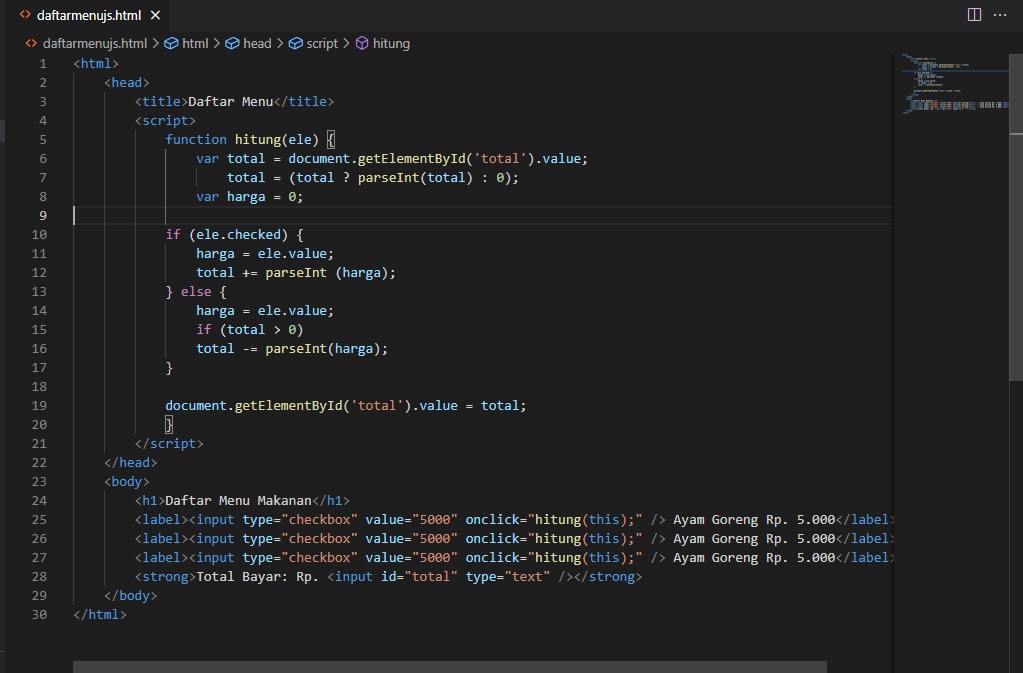 daftarmenujs.html
daftarmenujs.html > html > head > script > hitung
1 <html>
2 <head>
3 <title>Daftar Menu</title>
4 <script>
5 function hitung(ele) {
6 var total = document.getElementById('total').value;
7 total = (total ? parseInt(total) : 0);
8 var harga = 0;
9
10 if (ele.checked) {
11 harga = ele.value;
12 total += parseInt (harga);
13 } else {
14 harga = ele.value;
15 if (total > 0)
16 total -= parseInt(harga);
17 }
18
19 document.getElementById('total').value = total;
20 }
21 </script>
22 </head>
23 <body>
24 <h1>Daftar Menu Makanan</h1>
25 <label><input type="checkbox" value="5000" onclick="hitung(this);" /> Ayam Goreng Rp. 5.000</label>
26 <label><input type="checkbox" value="5000" onclick="hitung(this);" /> Ayam Goreng Rp. 5.000</label>
27 <label><input type="checkbox" value="5000" onclick="hitung(this);" /> Ayam Goreng Rp. 5.000</label>
28 <strong>Total Bayar: Rp. <input id="total" type="text" /></strong>
29 </body>
30 </html>